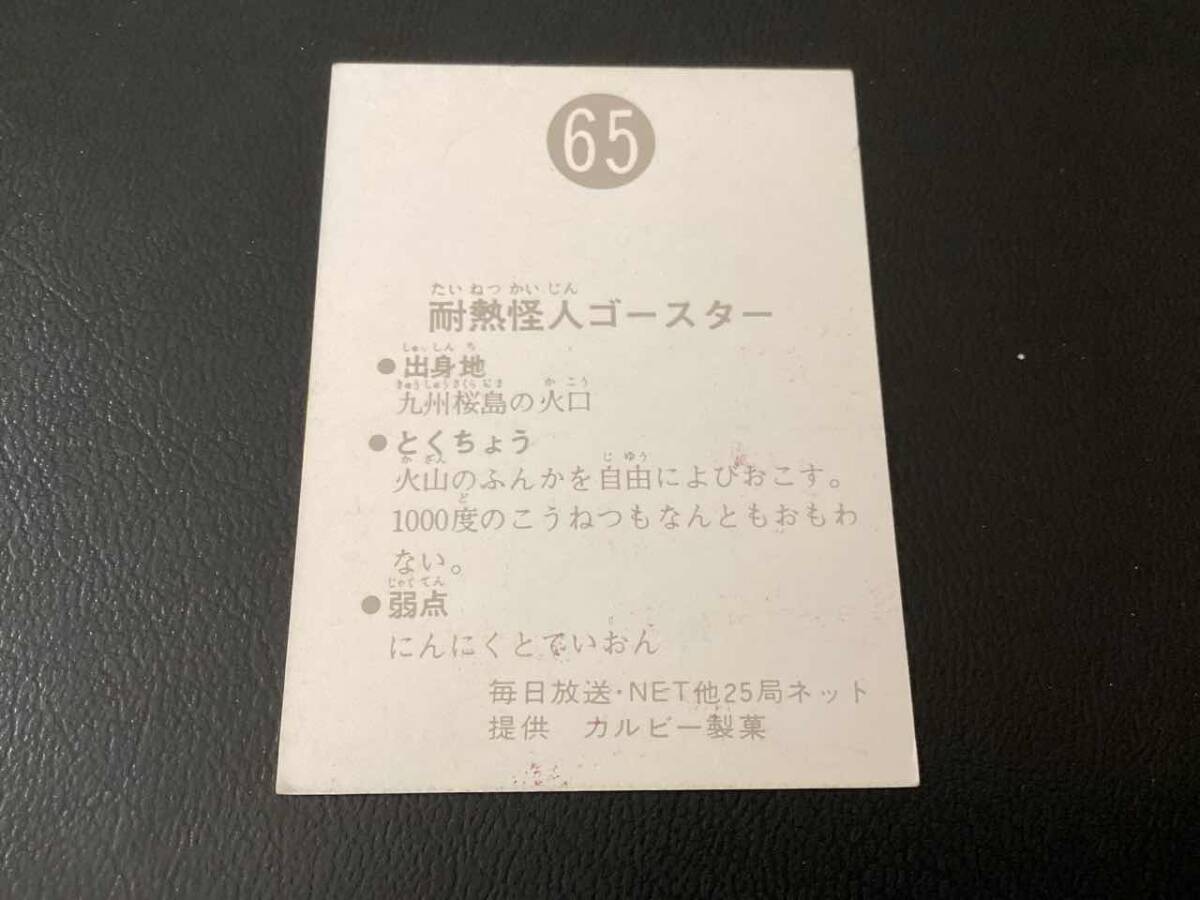 65
たいねつかいじん
耐熱怪人ゴースター
しゅっしんち
●出身地
きゅうしゅうさくらじま かこう
九州桜島の火口
●とくちょう
かざん じゆう
火山のふんかを自由によびおこす。
ど
1000度のこうねつもなんともおもわ
ない。
じゃくてん
●弱点
にんにくとていおん
毎日放送・NET他25局ネット
提供 カルビー製菓